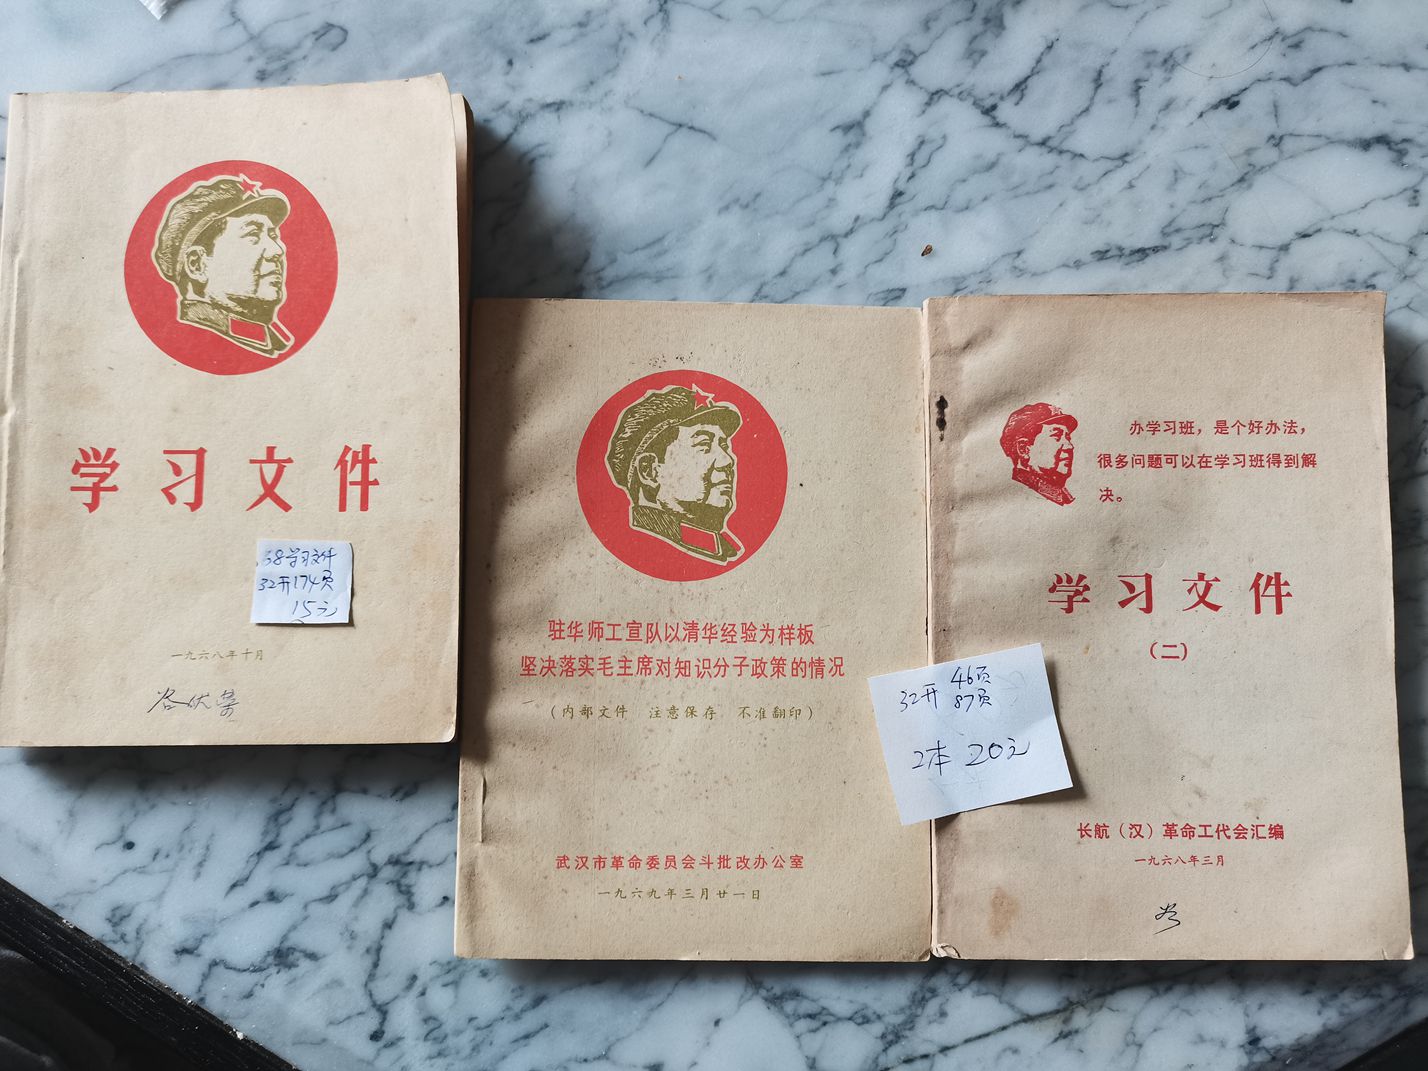 学习文件
68学习文件
32开174页
15元
一九六八年十月
驻华师工宣队以清华经验为样板
坚决落实毛主席对知识分子政策的情况
（内部文件　注意保存　不准翻印）
武汉市革命委员会斗批改办公室
一九六九年三月廿一日
32开 46页
87页
2本 20元
办学习班，是个好办法，
很多问题可以在学习班得到解
决。
学习文件
（二）
长航（汉）革命工代会汇编
一九六八年三月